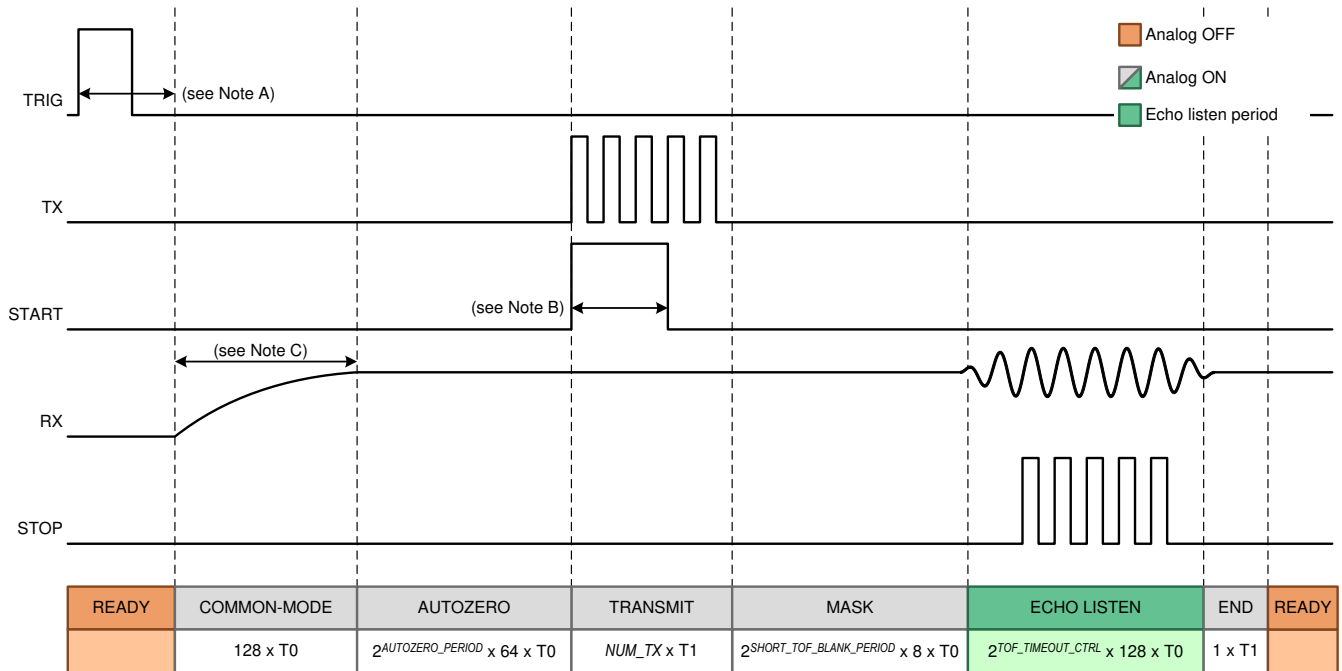 Analog OFF
Analog ON
Echo listen period
TRIG
(see Note A)
TX
START
(see Note B)
(see Note C)
RX
STOP
READY COMMON-MODE AUTOZERO TRANSMIT MASK ECHO LISTEN END READY
128 x T0 2^AUTOZERO_PERIOD x 64 x T0 NUM_TX x T1 2^SHORT_TOF_BLANK_PERIOD x 8 x T0 2^TOF_TIMEOUT_CTRL x 128 x T0 1 x T1